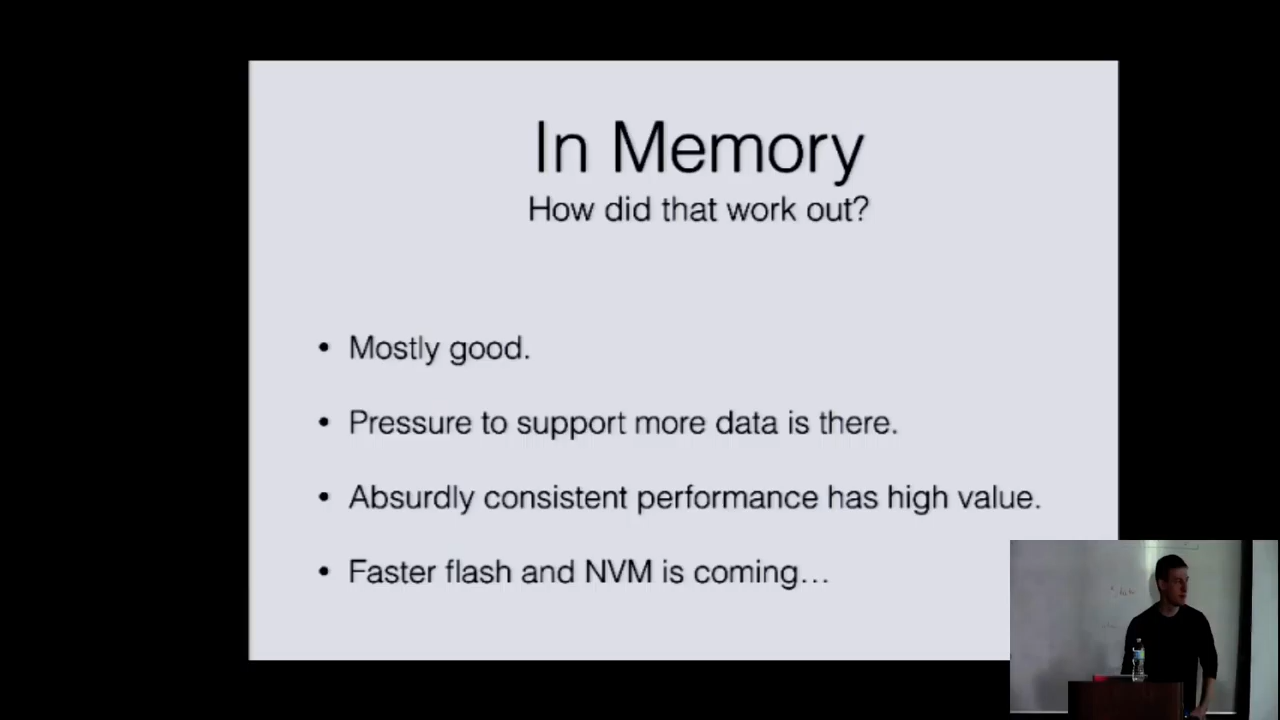 In Memory
How did that work out?
• Mostly good.
• Pressure to support more data is there.
• Absurdly consistent performance has high value.
• Faster flash and NVM is coming…